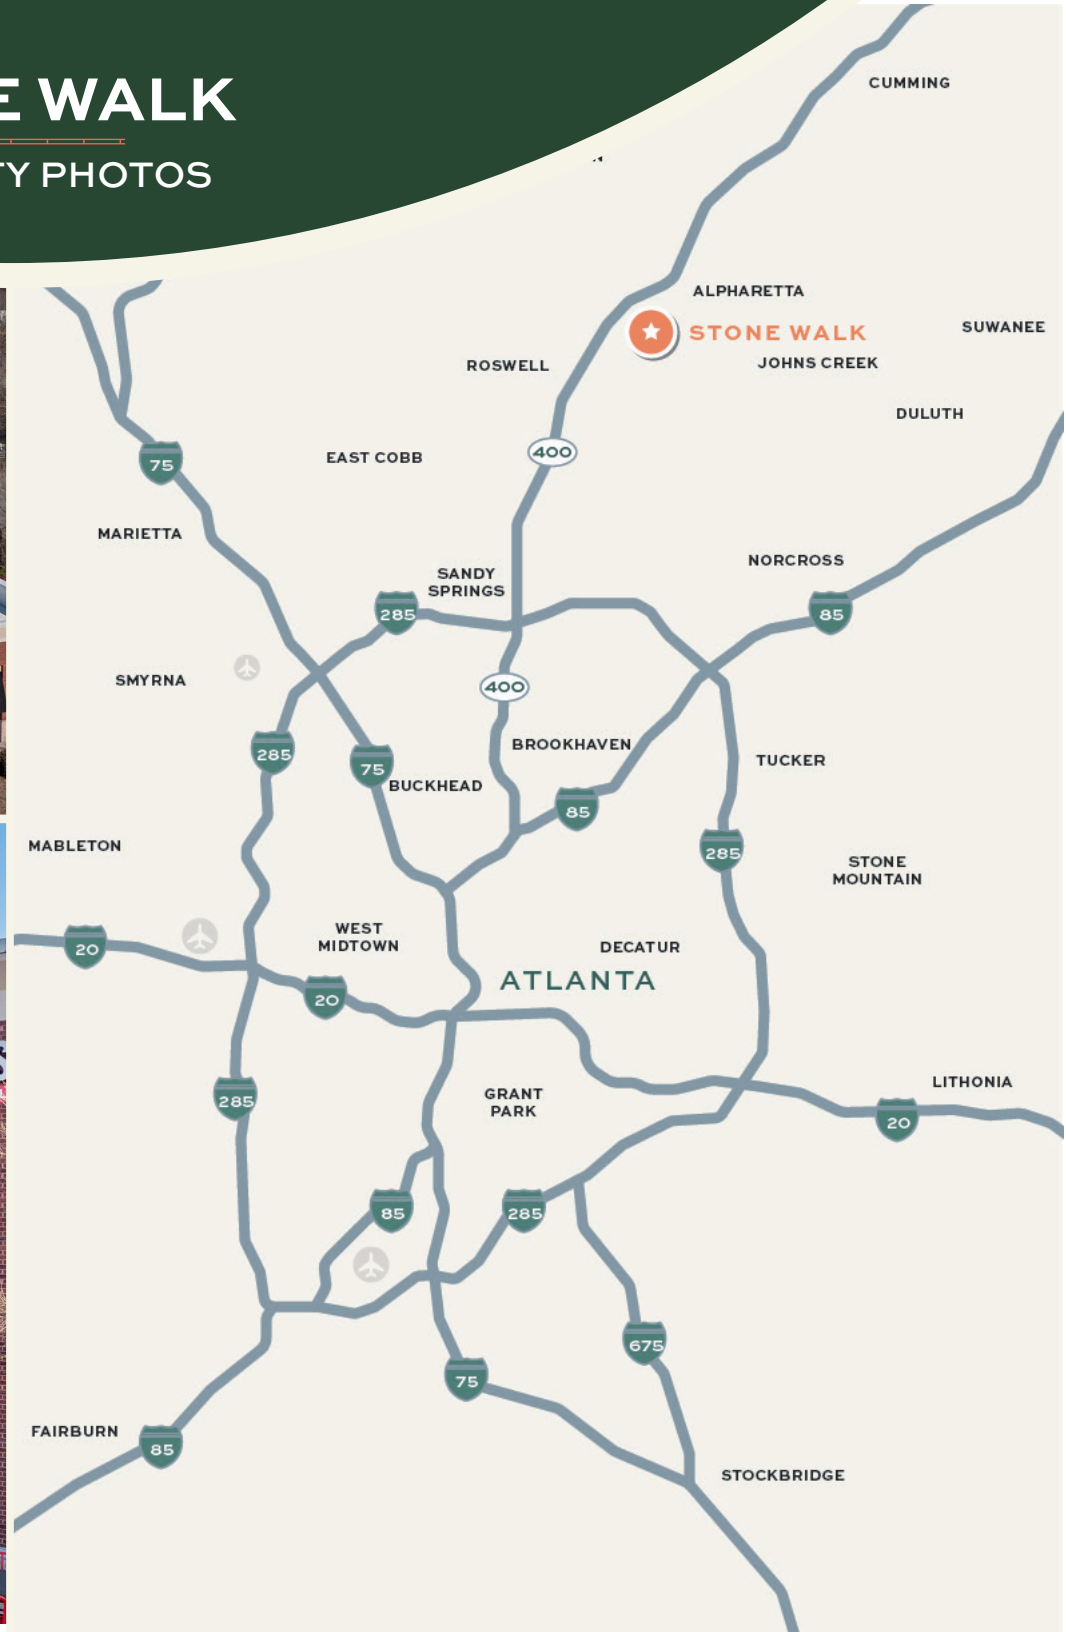 E WALK
TY PHOTOS
CUMMING
ALPHARETTA
STONE WALK
SUWANEE
JOHNS CREEK
ROSWELL
DULUTH
400
EAST COBB
75
MARIETTA
NORCROSS
SANDY
SPRINGS
285
85
SMYRNA
400
BROOKHAVEN
285
TUCKER
75
BUCKHEAD
85
MABLETON
285
STONE
MOUNTAIN
WEST
MIDTOWN
DECATUR
20
ATLANTA
20
LITHONIA
GRANT
PARK
285
20
85
285
675
75
FAIRBURN
85
STOCKBRIDGE